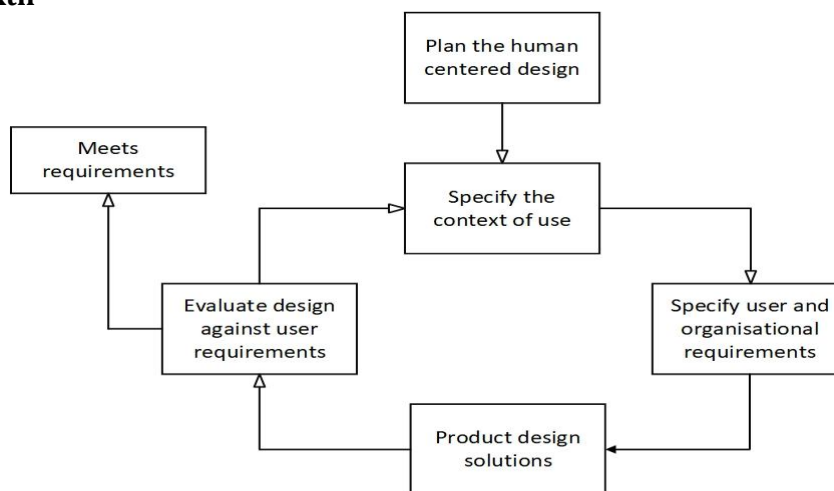 Plan the human
centered design
Meets
requirements
Specify the
context of use
Evaluate design
against user
requirements
Specify user and
organisational
requirements
Product design
solutions